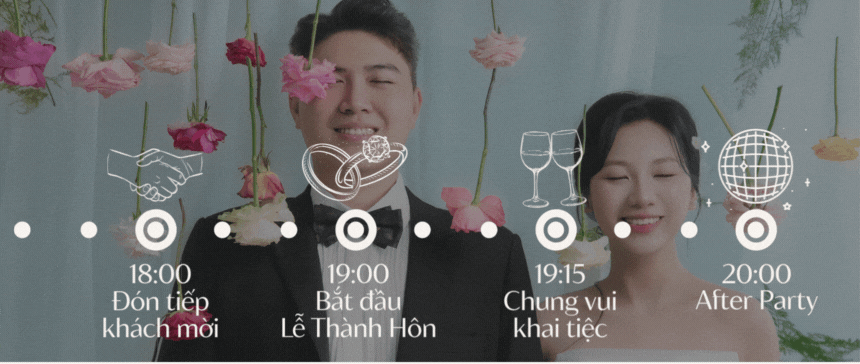 18:00
Đón tiếp
khách mời
19:00
Bắt đầu
Lễ Thành Hôn
19:15
Chung vui
khai tiệc
20:00
After Party